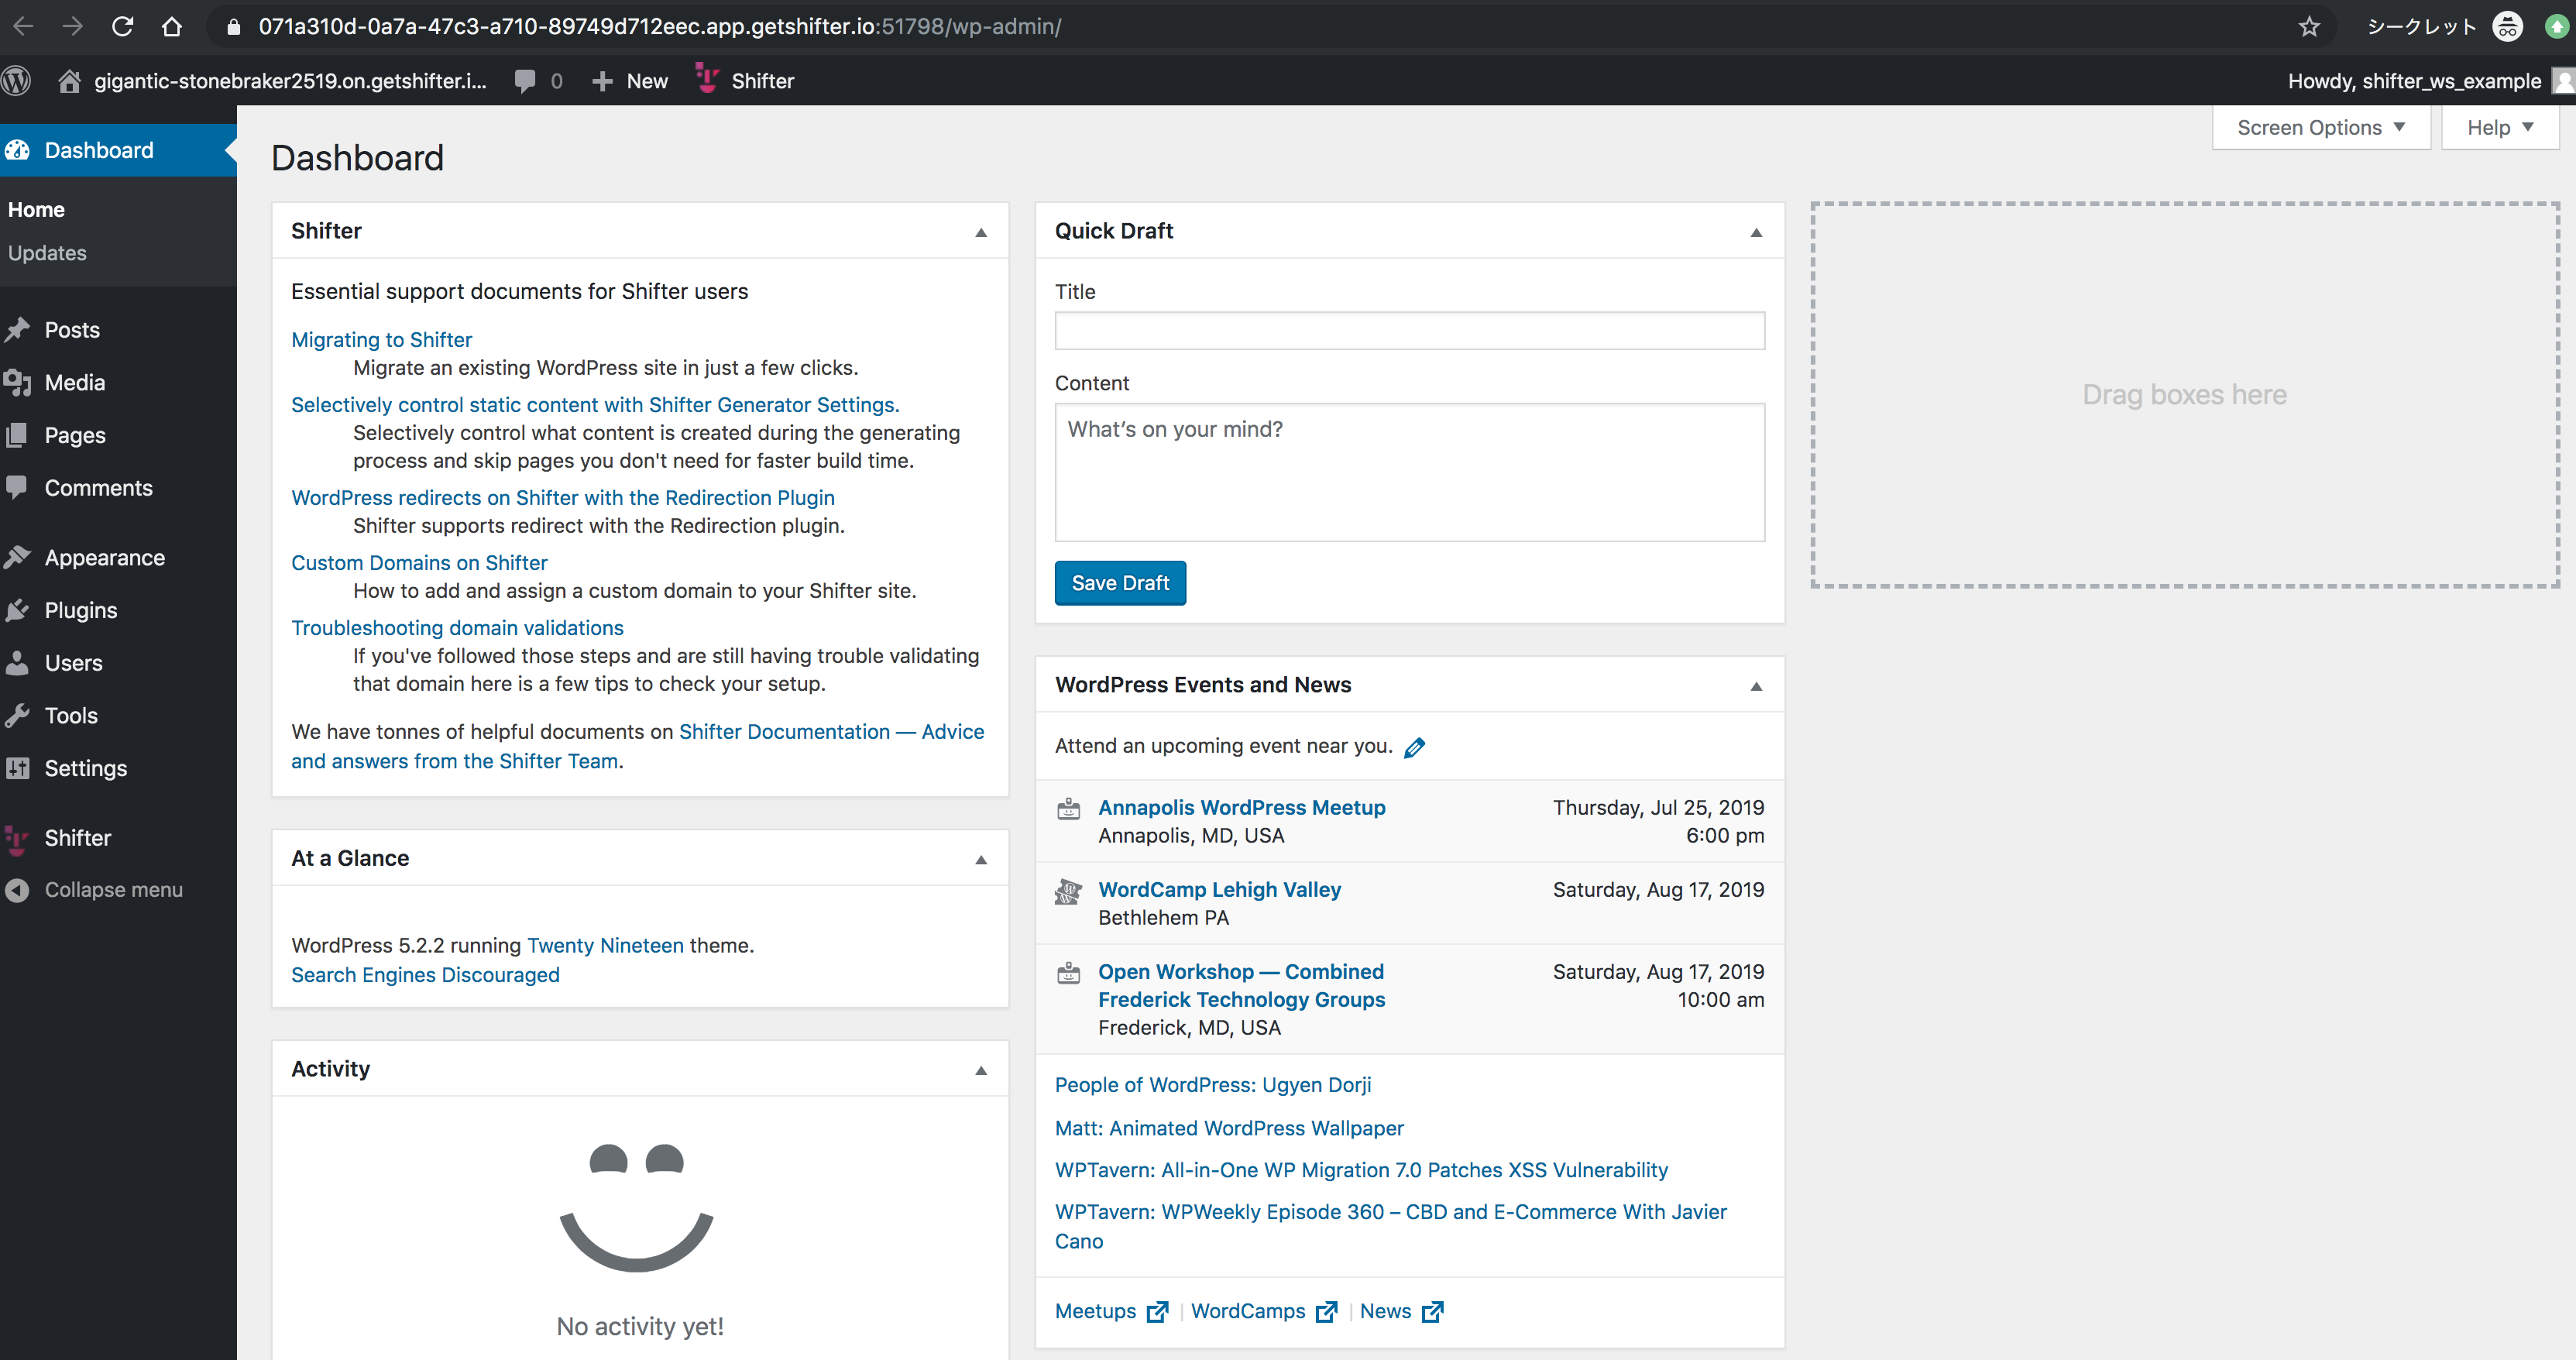 071a310d-0a7a-47c3-a710-89749d712eec.app.getshifter.io:51798/wp-admin/
シークレット
gigantic-stonebraker2519.on.getshifter.i...
0
New
Shifter
Howdy, shifter_ws_example
Dashboard
Home
Updates
Posts
Media
Pages
Comments
Appearance
Plugins
Users
Tools
Settings
Shifter
Collapse menu
Dashboard
Screen Options
Help
Shifter
Essential support documents for Shifter users
Migrating to Shifter
Migrate an existing WordPress site in just a few clicks.
Selectively control static content with Shifter Generator Settings.
Selectively control what content is created during the generating
process and skip pages you don't need for faster build time.
WordPress redirects on Shifter with the Redirection Plugin
Shifter supports redirect with the Redirection plugin.
Custom Domains on Shifter
How to add and assign a custom domain to your Shifter site.
Troubleshooting domain validations
If you've followed those steps and are still having trouble validating
that domain here is a few tips to check your setup.
We have tonnes of helpful documents on Shifter Documentation — Advice
and answers from the Shifter Team.
At a Glance
WordPress 5.2.2 running Twenty Nineteen theme.
Search Engines Discouraged
Activity
No activity yet!
Quick Draft
Title
Content
What’s on your mind?
Save Draft
WordPress Events and News
Attend an upcoming event near you.
Annapolis WordPress Meetup
Annapolis, MD, USA
Thursday, Jul 25, 2019
6:00 pm
WordCamp Lehigh Valley
Bethlehem PA
Saturday, Aug 17, 2019
Open Workshop — Combined
Frederick Technology Groups
Frederick, MD, USA
Saturday, Aug 17, 2019
10:00 am
People of WordPress: Ugyen Dorji
Matt: Animated WordPress Wallpaper
WPTavern: All-in-One WP Migration 7.0 Patches XSS Vulnerability
WPTavern: WPWeekly Episode 360 – CBD and E-Commerce With Javier
Cano
Meetups | WordCamps | News
Drag boxes here